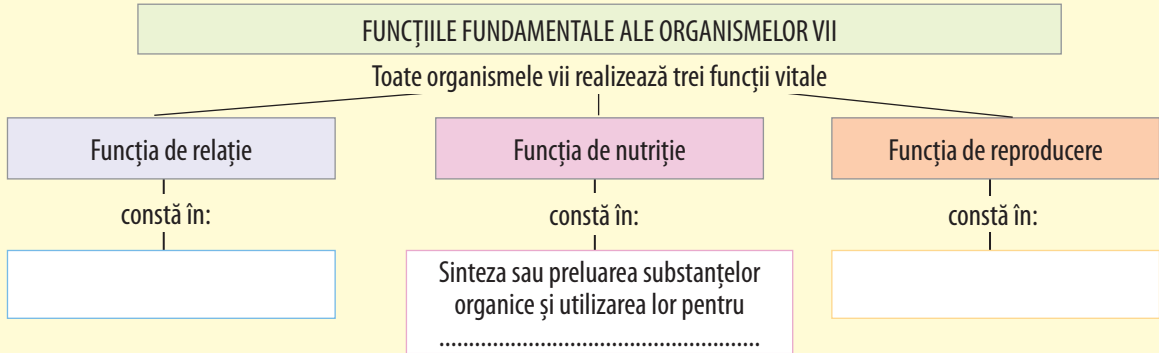 FUNCȚIILE FUNDAMENTALE ALE ORGANISMELOR VII
Toate organismele vii realizează trei funcții vitale
Funcția de relație
Funcția de nutriție
Funcția de reproducere
constă în:
constă în:
constă în:
Sinteza sau preluarea substanțelor
organice și utilizarea lor pentru
......................................................